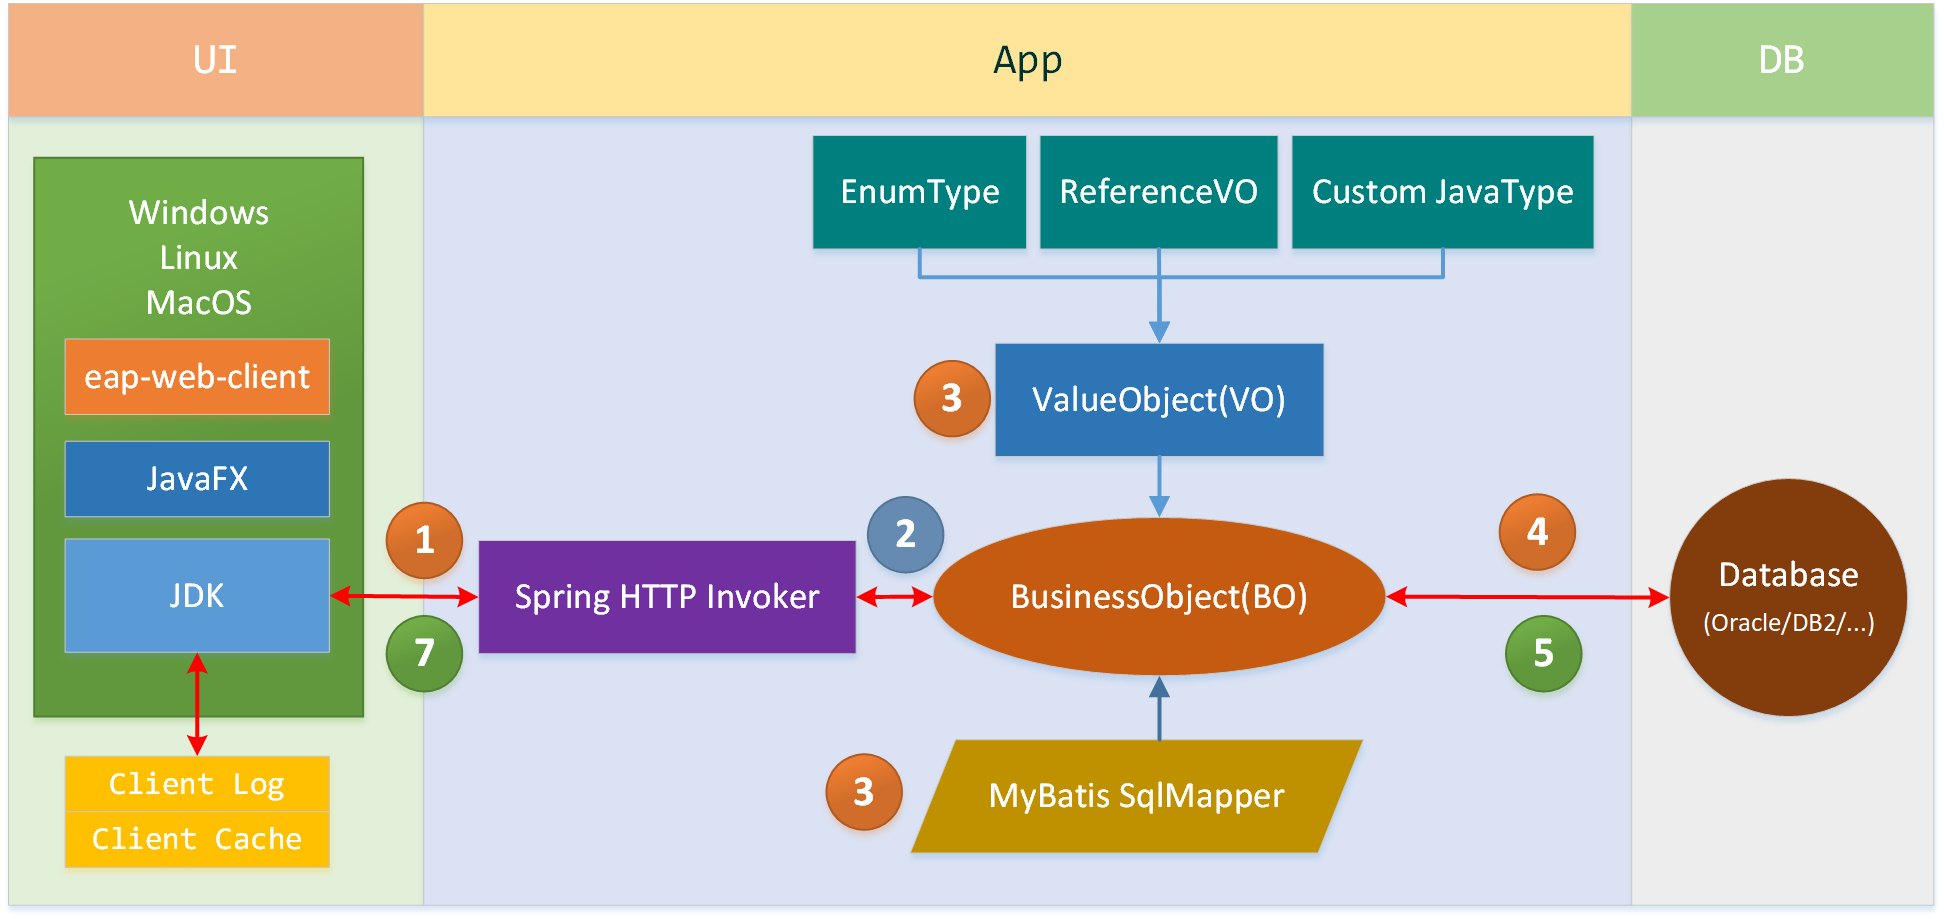 UI
App
DB
Windows
Linux
MacOS
eap-web-client
JavaFX
JDK
Client Log
Client Cache
1
7
Spring HTTP Invoker
2
EnumType
ReferenceVO
Custom JavaType
3
ValueObject(VO)
BusinessObject(BO)
3
MyBatis SqlMapper
4
5
Database
(Oracle/DB2/...)